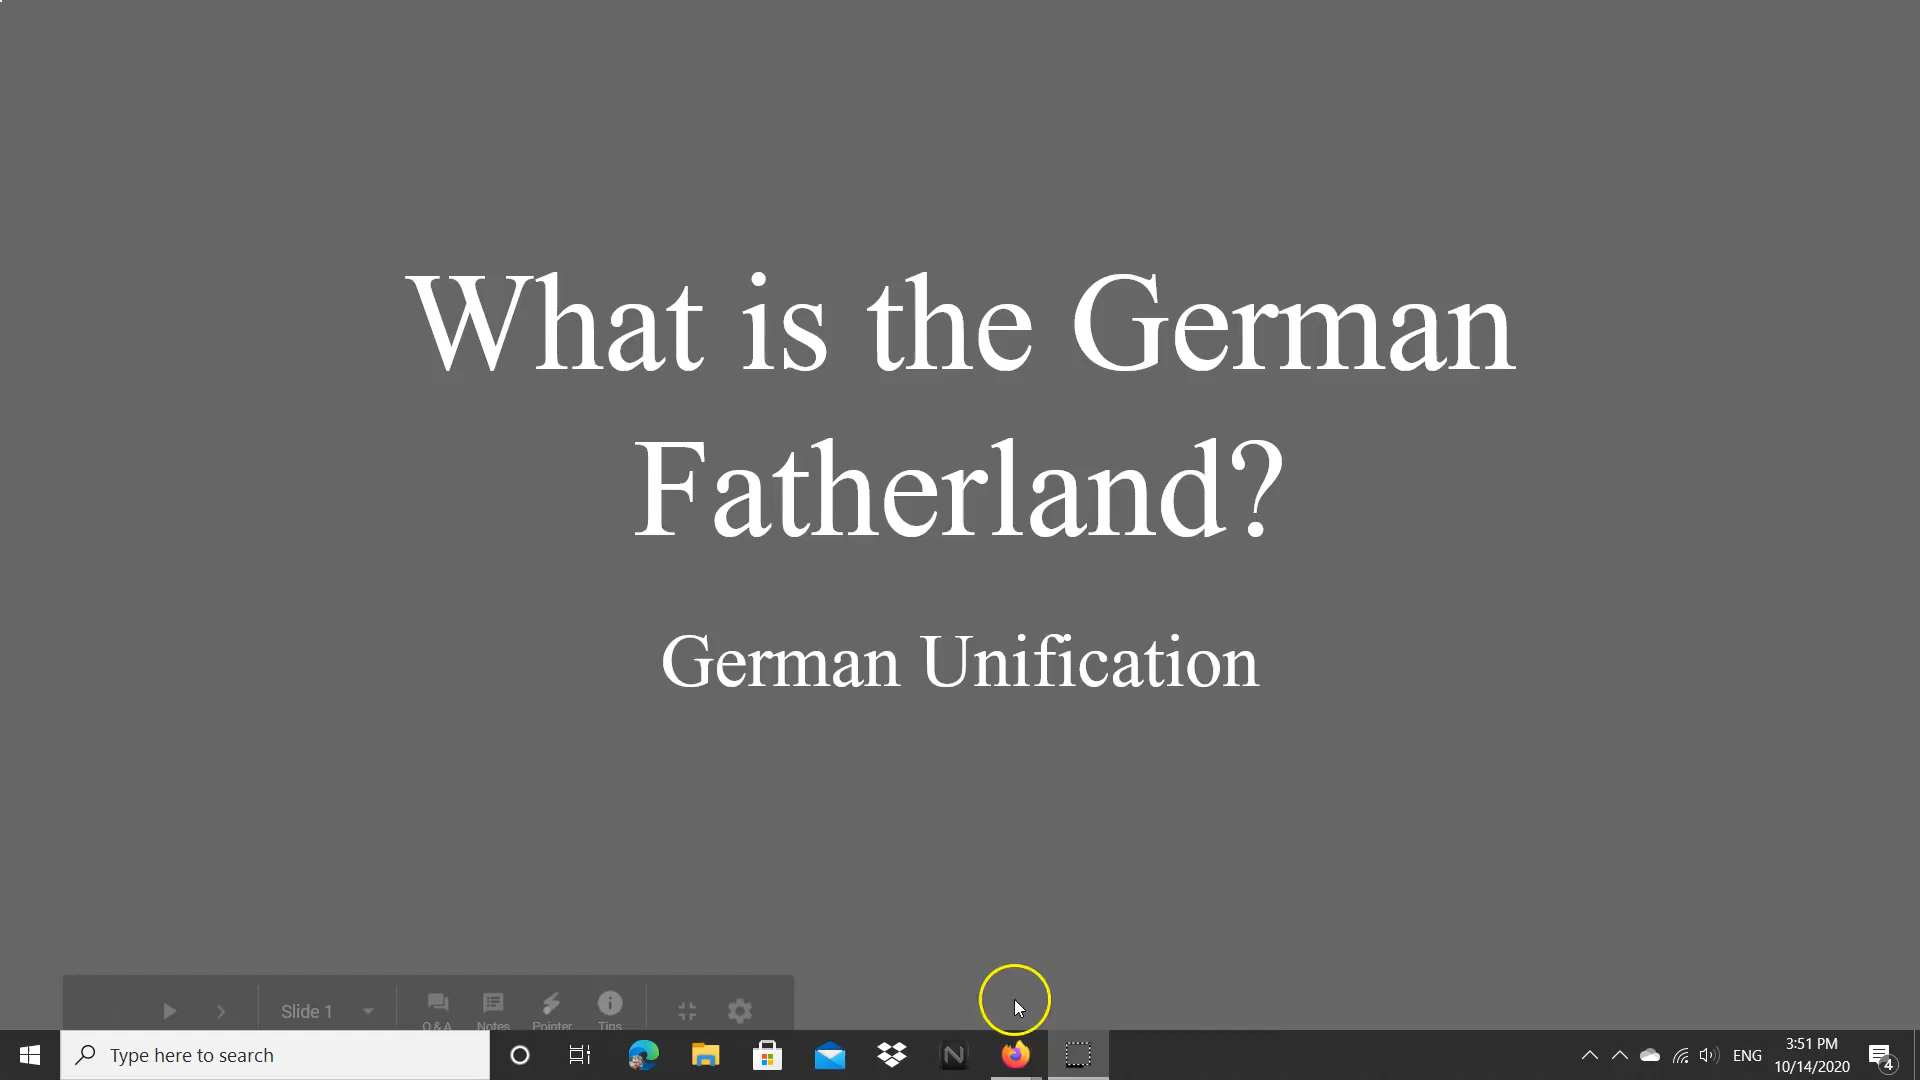 What is the German
Fatherland?
German Unification
Slide 1
Q&A
Notes
Pointer
Tips
Type here to search
N
ENG
3:51 PM
10/14/2020
4